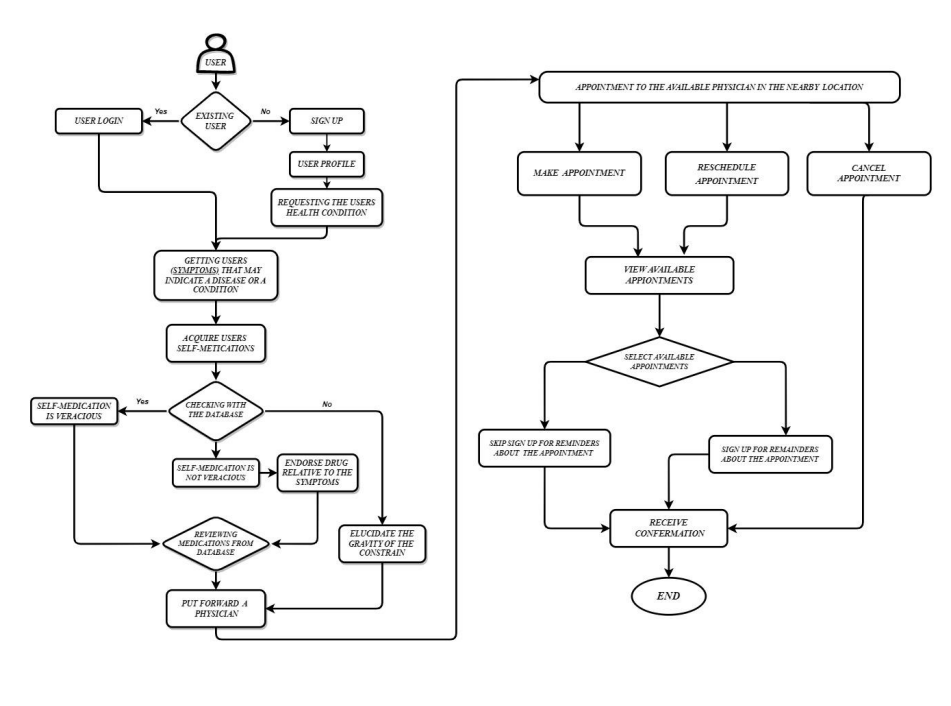 USER
EXISTING
USER
Yes
No
USER LOGIN
SIGN UP
USER PROFILE
REQUESTING THE USERS
HEALTH CONDITION
GETTING USERS
(SYMPTOMS) THAT MAY
INDICATE A DISEASE OR A
CONDITION
ACQUIRE USERS
SELF-METICATIONS
CHECKING WITH
THE DATABASE
Yes
No
SELF-MEDICATION
IS VERACIOUS
SELF-MEDICATION IS
NOT VERACIOUS
ENDORSE DRUG
RELATIVE TO THE
SYMPTOMS
REVIEWING
MEDICATIONS FROM
DATABASE
ELUCIDATE THE
GRAVITY OF THE
CONSTRAIN
PUT FORWARD A
PHYSICIAN
APPOINTMENT TO THE AVAILABLE PHYSICIAN IN THE NEARBY LOCATION
MAKE APPOINTMENT
RESCHEDULE
APPOINTMENT
CANCEL
APPOINTMENT
VIEW AVAILABLE
APPIONTMENTS
SELECT AVAILABLE
APPOINTMENTS
SKIP SIGN UP FOR REMINDERS
ABOUT THE APPOINTMENT
SIGN UP FOR REMAINDERS
ABOUT THE APPOINTMENT
RECEIVE
CONFERMATION
END